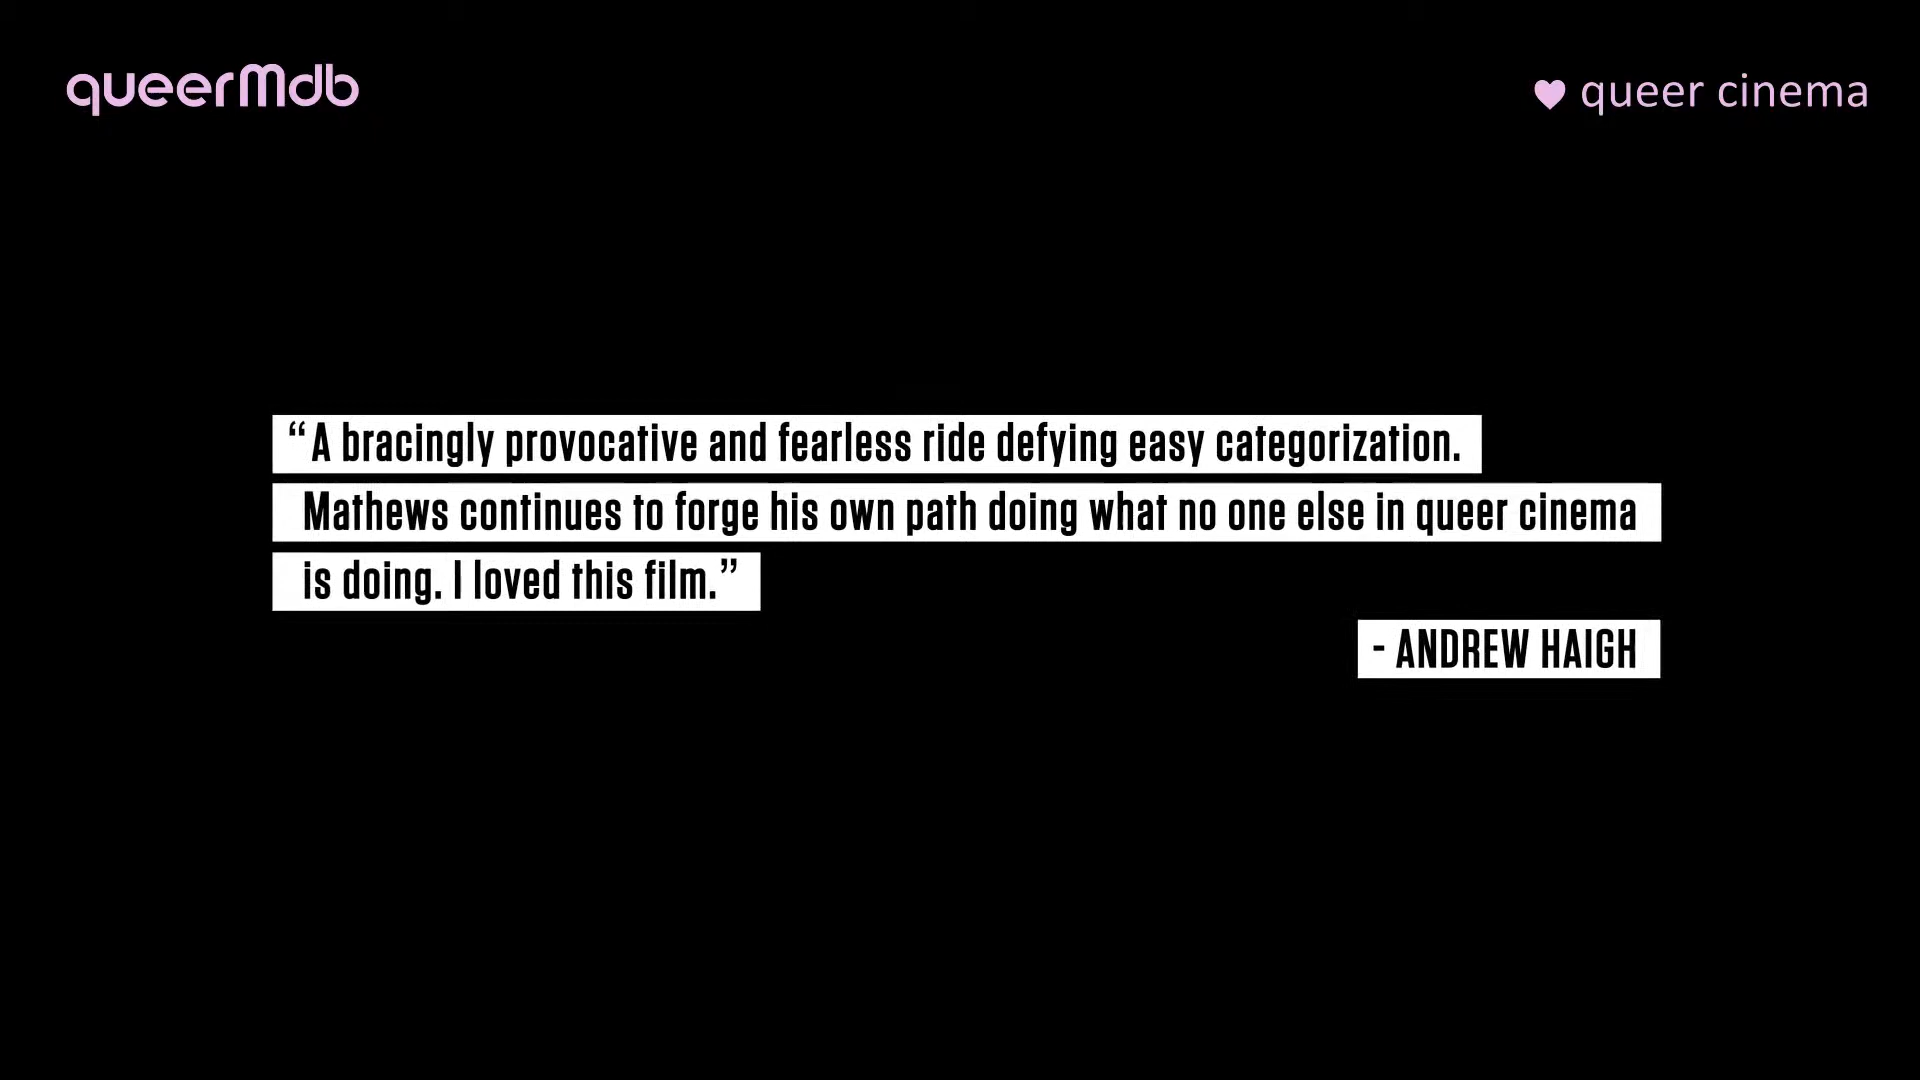 queerMdb
♥ queer cinema
“A bracingly provocative and fearless ride defying easy categorization.
Mathews continues to forge his own path doing what no one else in queer cinema
is doing. I loved this film.”
- ANDREW HAIGH